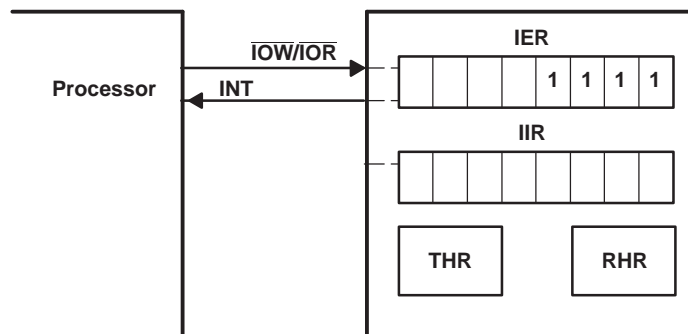 IOW/IOR
IER
1 1 1 1
Processor
INT
IIR
THR
RHR